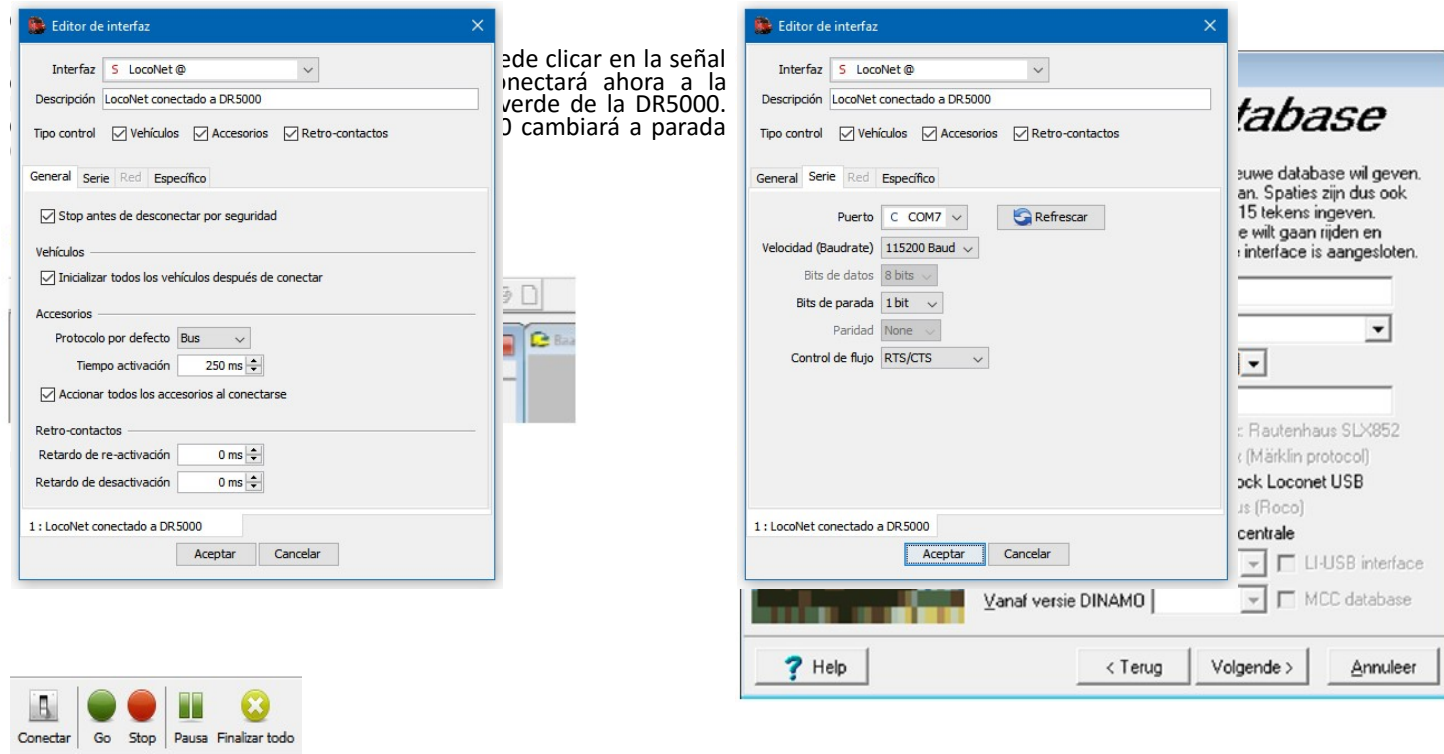 Editor de interfaz
Interfaz S LocoNet @
Descripción LocoNet conectado a DR5000
Tipo control Vehículos Accesorios Retro-contactos
General Serie Red Específico
Stop antes de desconectar por seguridad
Vehículos
Inicializar todos los vehículos después de conectar
Accesorios
Protocolo por defecto Bus
Tiempo activación 250 ms
Accionar todos los accesorios al conectarse
Retro-contactos
Retardo de re-activación 0 ms
Retardo de desactivación 0 ms
1 : LocoNet conectado a DR5000
Aceptar Cancelar
clicar en la señal
ahora a la
verde de la DR5000.
cambiará a parada
Editor de interfaz
Interfaz S LocoNet @
Descripción LocoNet conectado a DR5000
Tipo control Vehículos Accesorios Retro-contactos
General Serie Red Específico
Puerto C COM7 Refrescar
Velocidad (Baudrate) 115200 Baud
Bits de datos 8 bits
Bits de parada 1 bit
Paridad None
Control de flujo RTS/CTS
1 : LocoNet conectado a DR5000
Aceptar Cancelar
database wil geven.
an. Spaties zijn dus ook
15 tekens ingeven.
wilt gaan rijden en
interface is aangesloten.
Rautenhaus SLX852
(Märklin protocol)
Loconet USB
(Roco)
centrale
LI-USB interface
Vanaf versie DINAMO MCC database
? Help < Terug Volgende > Annuleer
Conectar Go Stop Pausa Finalizar todo